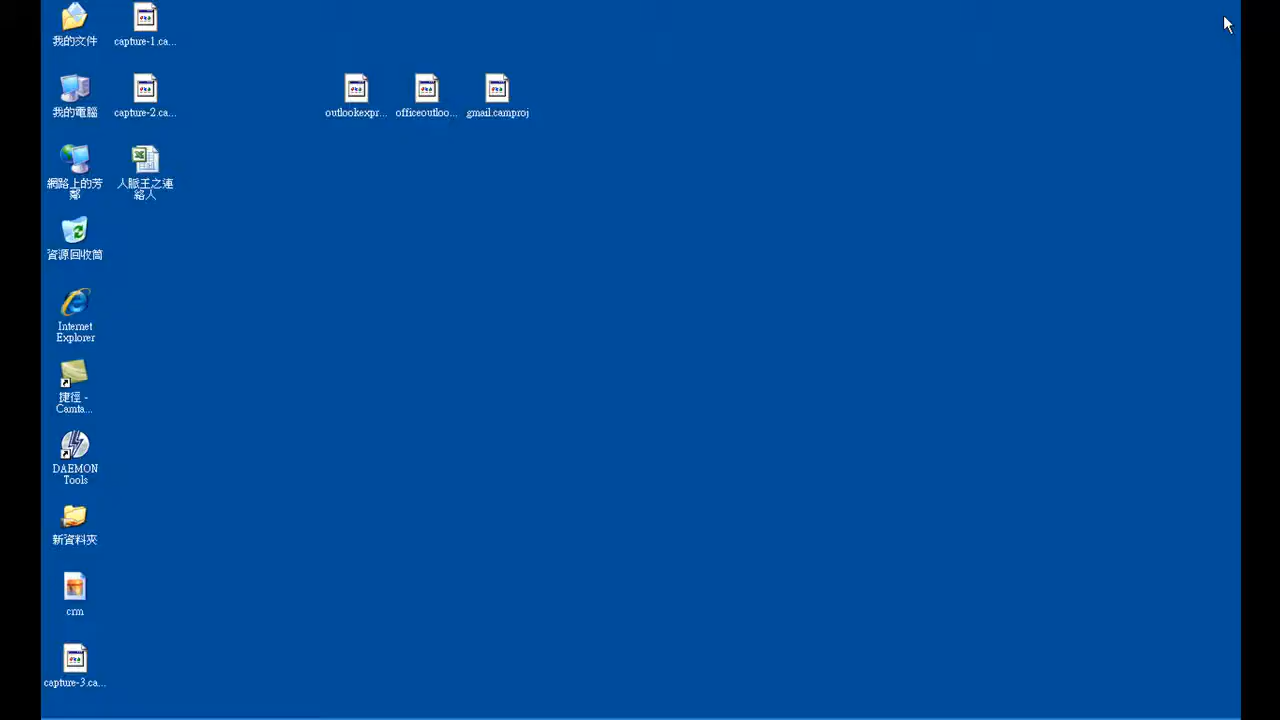 我的文件
capture-1.ca...
我的電腦
capture-2.ca...
outlookexpr...
officeoutloo...
gmail.camproj
網路上的芳
鄰
人脈王之連
絡人
資源回收筒
Internet
Explorer
捷徑 -
Camta...
DAEMON
Tools
新資料夾
crm
capture-3.ca...